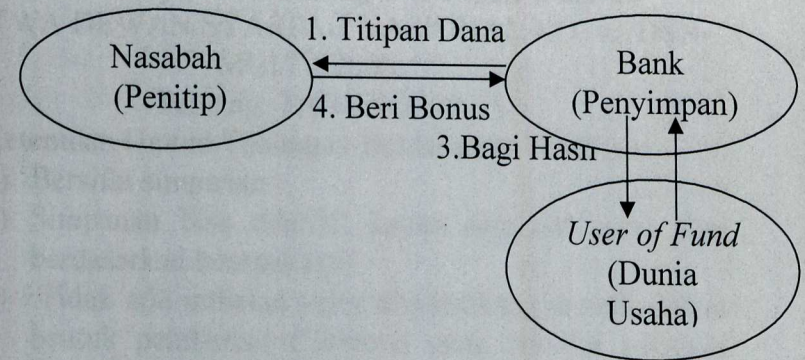 1. Titipan Dana
Nasabah
(Penitip)
Bank
(Penyimpan)
4. Beri Bonus
3.Bagi Hasil
User of Fund
(Dunia
Usaha)